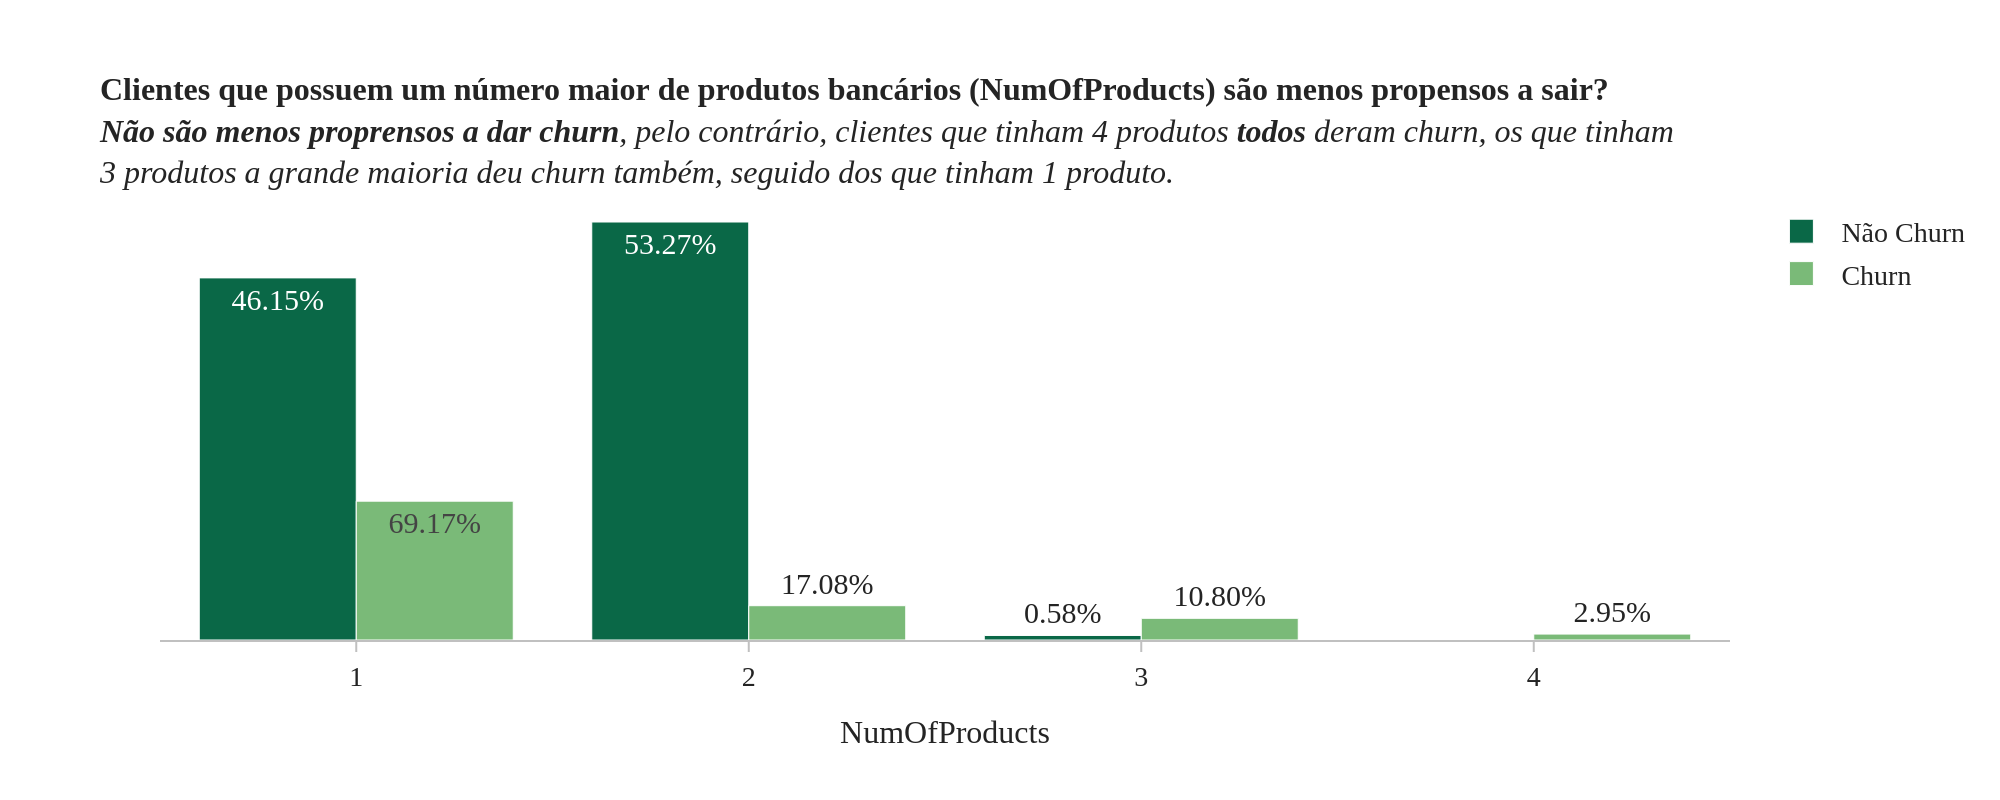 Clientes que possuem um número maior de produtos bancários (NumOfProducts) são menos propensos a sair?
Não são menos proprensos a dar churn, pelo contrário, clientes que tinham 4 produtos todos deram churn, os que tinham
3 produtos a grande maioria deu churn também, seguido dos que tinham 1 produto.
Não Churn
Churn
46.15%
69.17%
53.27%
17.08%
0.58%
10.80%
2.95%
1
2
3
4
NumOfProducts